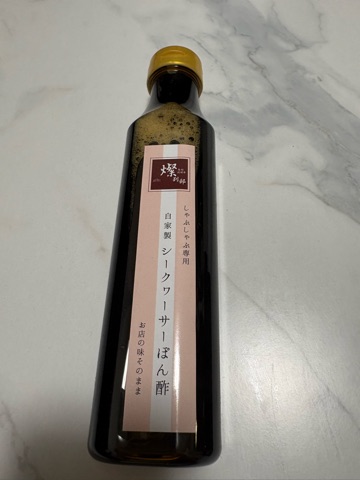 燦
しゃぶしゃぶ専用
自家製 シークヮーサーぽん酢
お店の味そのまま